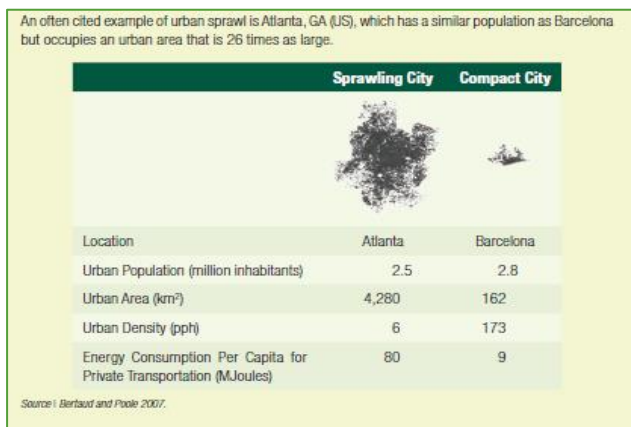 An often cited example of urban sprawl is Atlanta, GA (US), which has a similar population as Barcelona
but occupies an urban area that is 26 times as large.
Sprawling City Compact City
Location Atlanta Barcelona
Urban Population (million inhabitants) 2.5 2.8
Urban Area (km²) 4,280 162
Urban Density (pph) 6 173
Energy Consumption Per Capita for 80 9
Private Transportation (MJoules)
Source | Bertaud and Poole 2007.